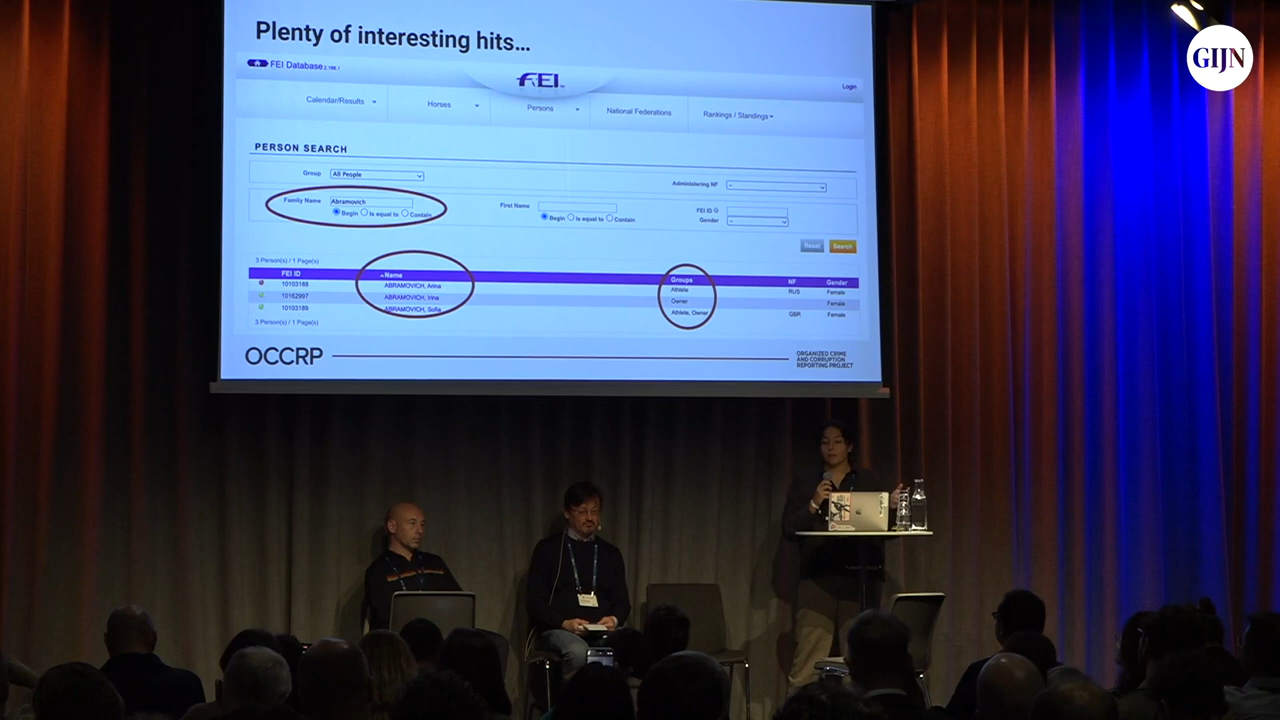 Plenty of interesting hits...
GIJN
FEI Database 2.198.1
FEI
Login
Calendar/Results
Horses
Persons
National Federations
Rankings / Standings
PERSON SEARCH
Group All People
Administering NF
Family Name Abramovich
First Name
FEI ID
Begin Is equal to Contain
Begin Is equal to Contain
Gender
Reset Search
3 Person(s) / 1 Page(s)
FEI ID Name Groups NF Gender
10103188 ABRAMOVICH, Arina Athlete RUS Female
10162997 ABRAMOVICH, Irina Owner Female
10103189 ABRAMOVICH, Sofia Athlete, Owner GBR Female
3 Person(s) / 1 Page(s)
OCCRP
ORGANIZED CRIME
AND CORRUPTION
REPORTING PROJECT